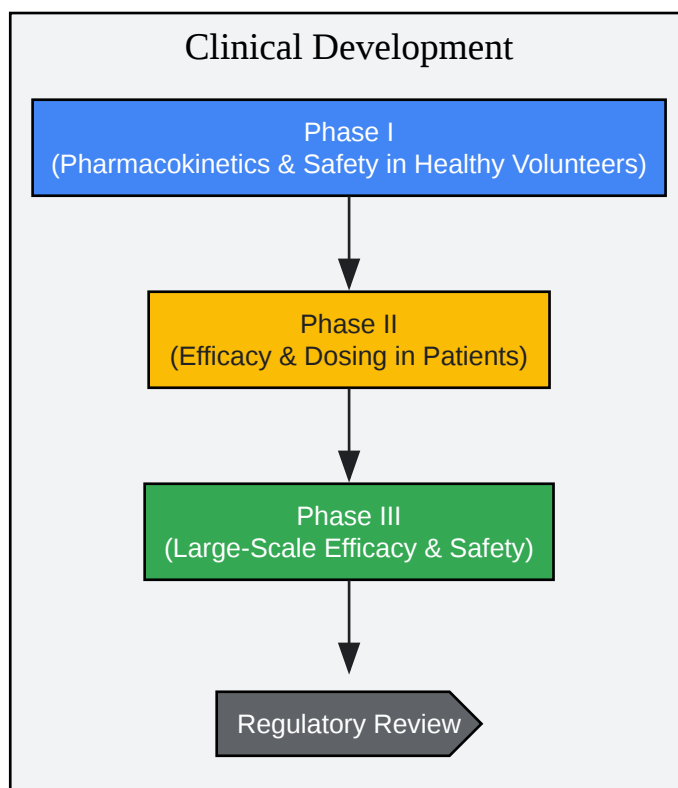 Clinical Development
Phase I
(Pharmacokinetics & Safety in Healthy Volunteers)
Phase II
(Efficacy & Dosing in Patients)
Phase III
(Large-Scale Efficacy & Safety)
Regulatory Review